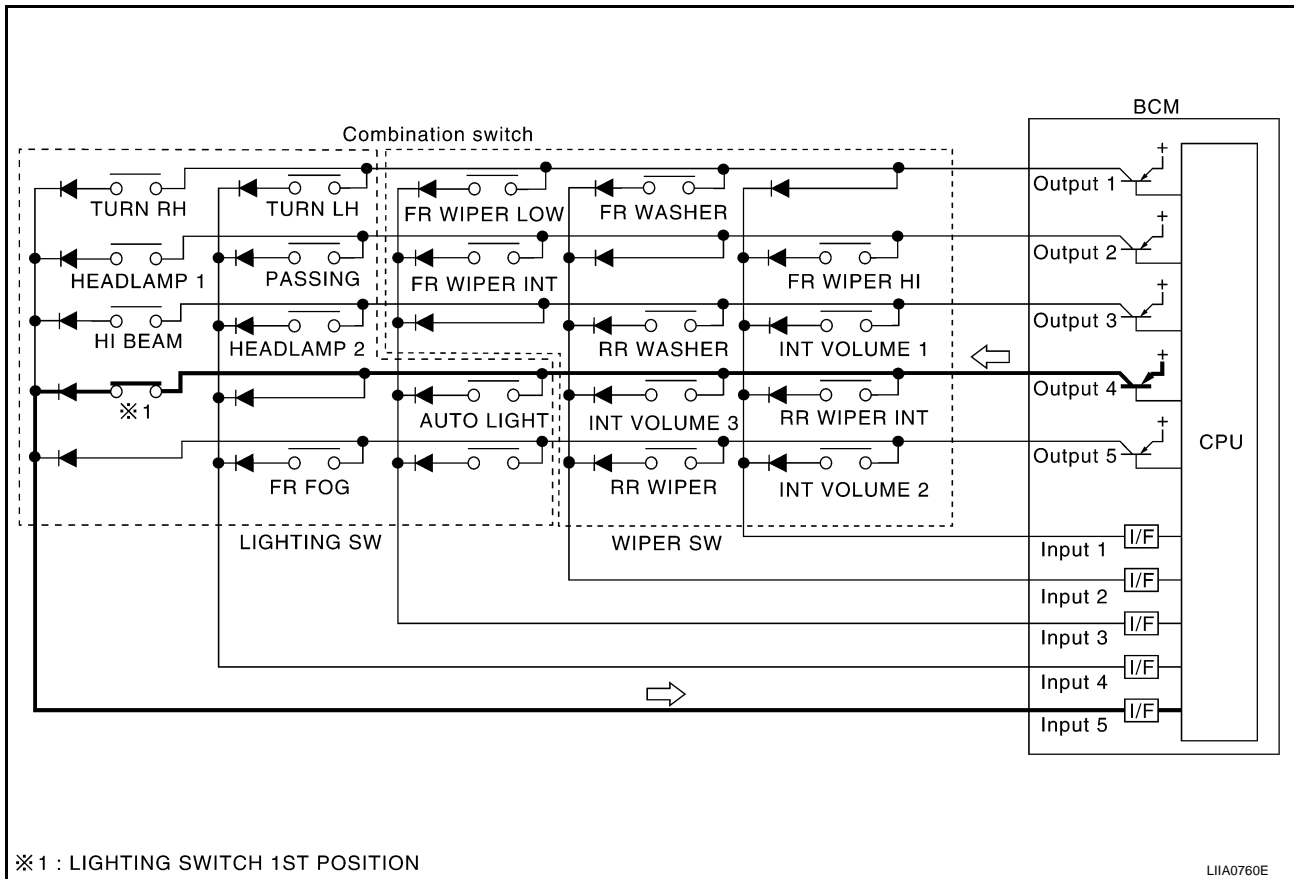 BCM
Combination switch
Output 1
TURN RH
TURN LH
FR WIPER LOW
FR WASHER
Output 2
HEADLAMP 1
PASSING
FR WIPER INT
FR WIPER HI
Output 3
HI BEAM
HEADLAMP 2
RR WASHER
INT VOLUME 1
Output 4
※1
AUTO LIGHT
INT VOLUME 3
RR WIPER INT
CPU
Output 5
FR FOG
RR WIPER
INT VOLUME 2
LIGHTING SW
WIPER SW
Input 1
I/F
Input 2
I/F
Input 3
I/F
Input 4
I/F
Input 5
I/F
+
+
+
+
+
※1 : LIGHTING SWITCH 1ST POSITION
LIIA0760E